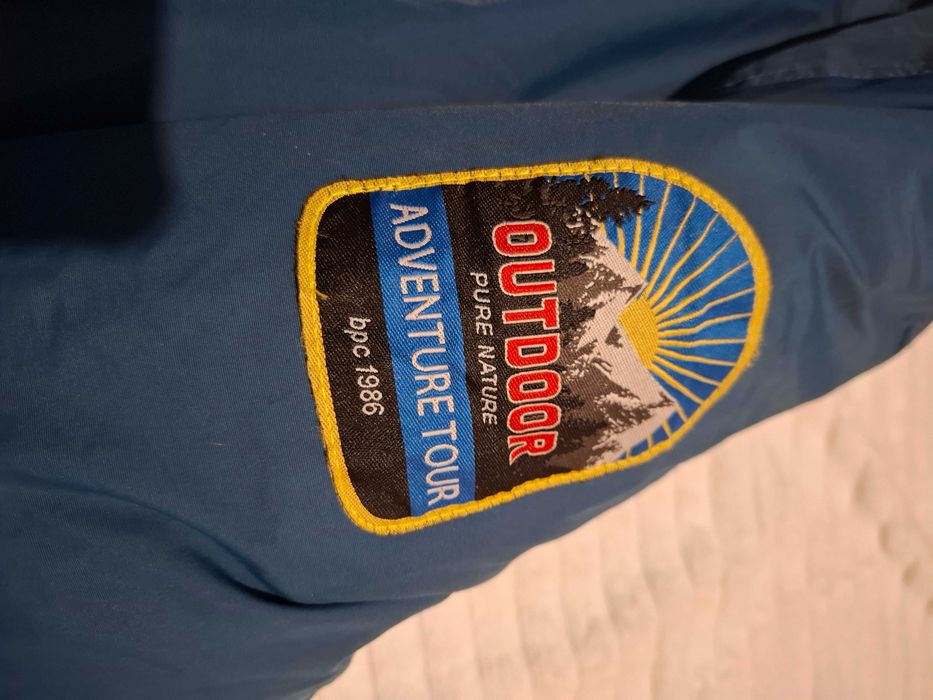 OUTDOOR
PURE NATURE
ADVENTURE TOUR
bpc 1986